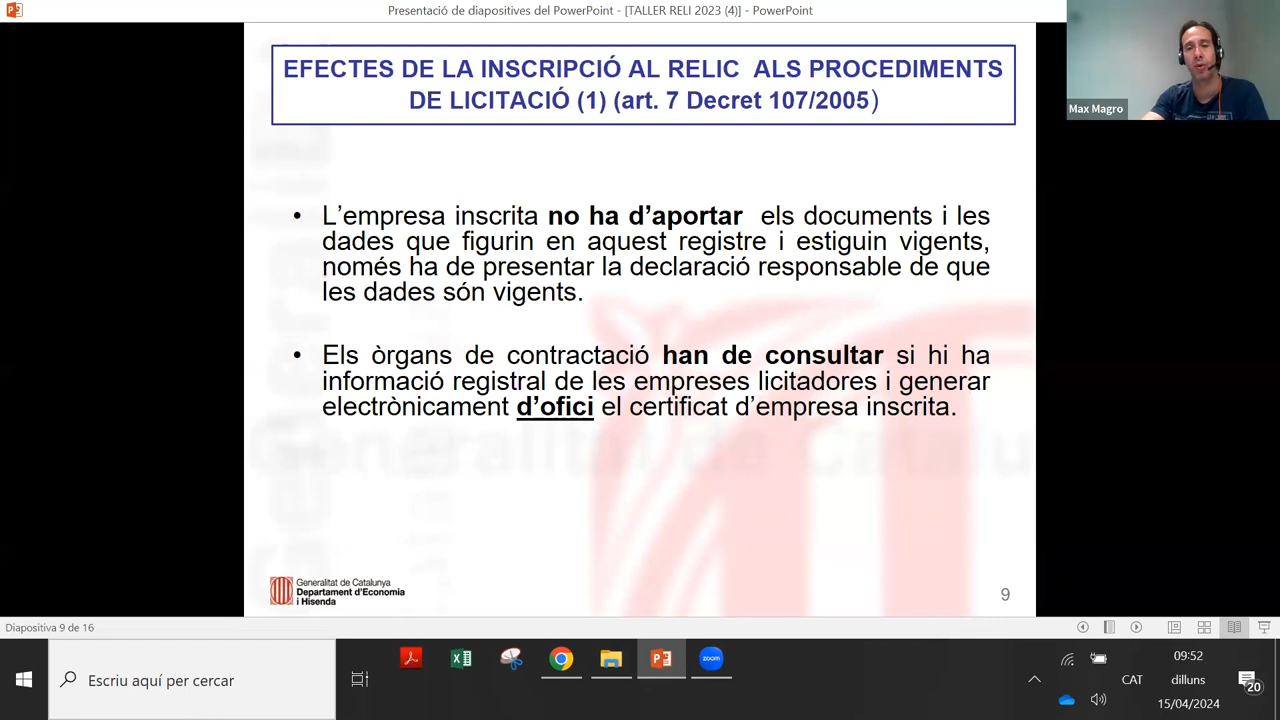 Presentació de diapositives del PowerPoint - [TALLER RELI 2023 (4)] - PowerPoint
Max Magro
EFECTES DE LA INSCRIPCIÓ AL RELIC ALS PROCEDIMENTS
DE LICITACIÓ (1) (art. 7 Decret 107/2005)
• L'empresa inscrita no ha d'aportar els documents i les
dades que figurin en aquest registre i estiguin vigents,
només ha de presentar la declaració responsable de que
les dades són vigents.
• Els òrgans de contractació han de consultar si hi ha
informació registral de les empreses licitadores i generar
electrònicament d'ofici el certificat d'empresa inscrita.
Generalitat de Catalunya
Generalitat de Catalunya
Departament d'Economia
i Hisenda
9
Diapositiva 9 de 16
Escriu aquí per cercar
zoom
CAT
09:52
dilluns
15/04/2024
20